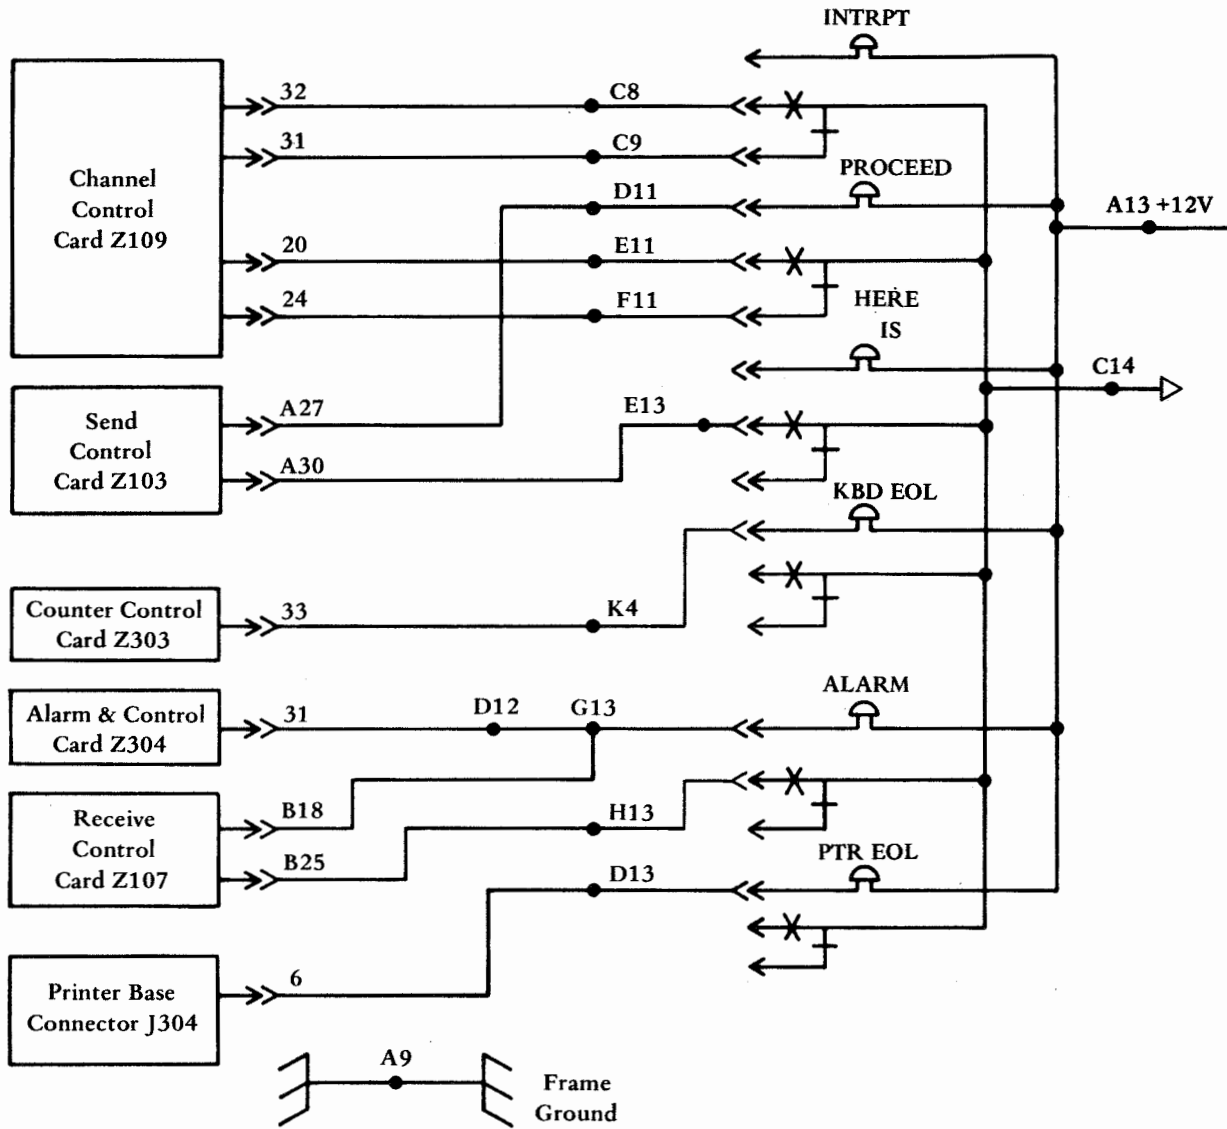 INTRPT
32
C8
31
C9
Channel
Control
Card Z109
PROCEED
D11
A13 +12V
20
E11
24
F11
HERE
IS
C14
Send
Control
Card Z103
A27
E13
A30
KBD EOL
Counter Control
Card Z303
33
K4
ALARM
Alarm & Control
Card Z304
31
D12
G13
Receive
Control
Card Z107
B18
H13
B25
PTR EOL
D13
Printer Base
Connector J304
6
A9
Frame
Ground